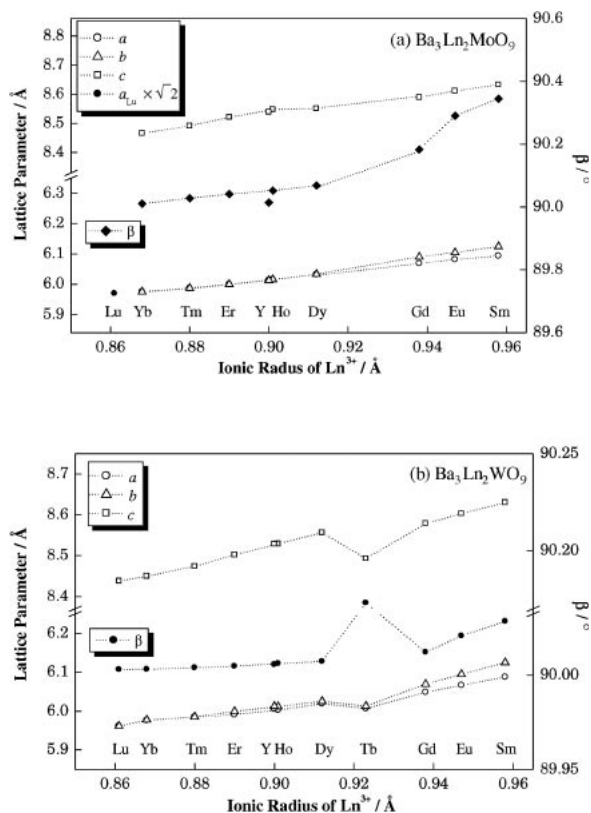 (a) Ba₃Ln₂MoO₉
a
b
c
a_Lu × √2
β
Lattice Parameter / Å
8.8
8.7
8.6
8.5
8.4
6.3
6.2
6.1
6.0
5.9
β / °
90.6
90.4
90.2
90.0
89.8
89.6
Lu Yb Tm Er Y Ho Dy Gd Eu Sm
0.86 0.88 0.90 0.92 0.94 0.96
Ionic Radius of Ln³⁺ / Å
(b) Ba₃Ln₂WO₉
a
b
c
β
Lattice Parameter / Å
8.7
8.6
8.5
8.4
6.2
6.1
6.0
5.9
β / °
90.25
90.20
90.00
89.95
Lu Yb Tm Er Y Ho Dy Tb Gd Eu Sm
0.86 0.88 0.90 0.92 0.94 0.96
Ionic Radius of Ln³⁺ / Å